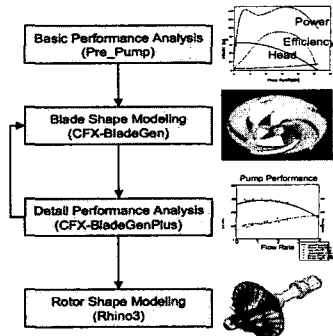 Basic Performance Analysis
(Pre_Pump)
Power
Efficiency
Head
Blade Shape Modeling
(CFX-BladeGen)
Pump Performance
Detail Performance Analysis
(CFX-BladeGenPlus)
Flow Rate
Rotor Shape Modeling
(Rhino3)